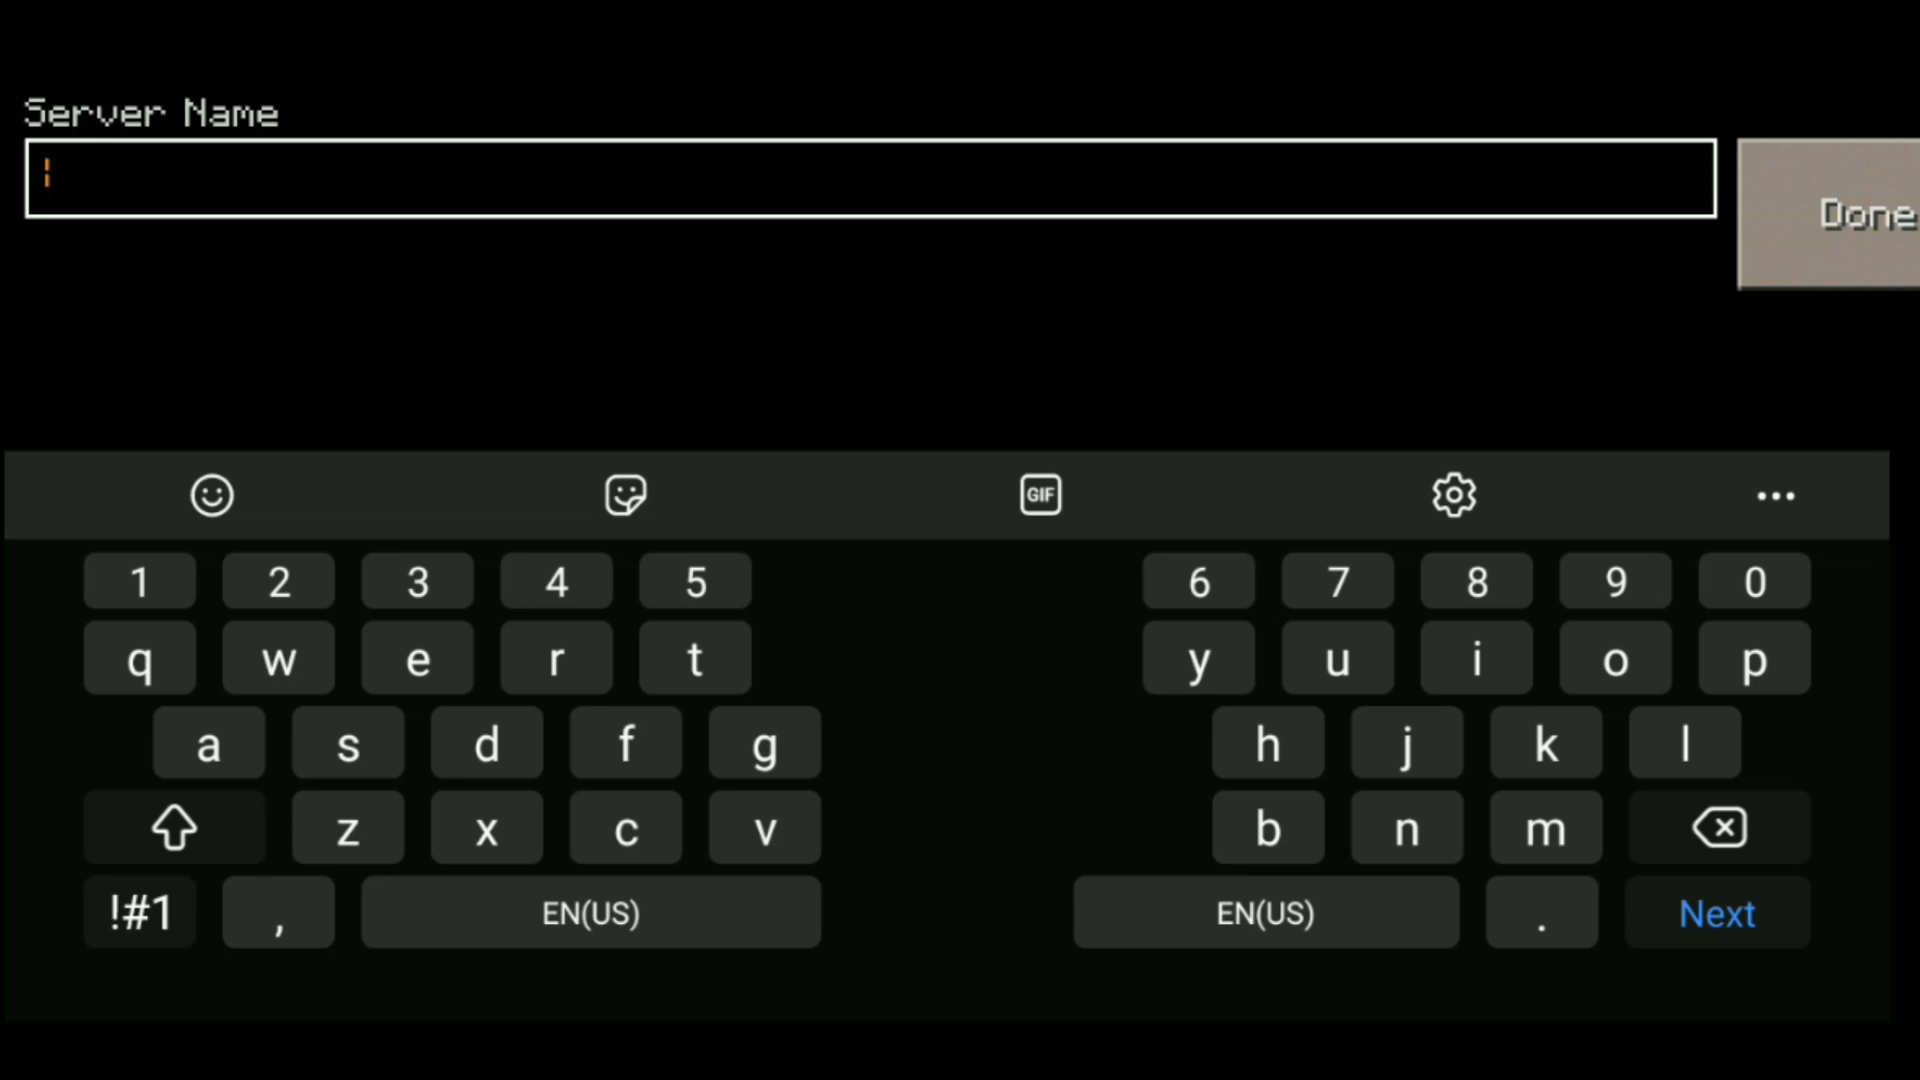 Server Name
Done
GIF
1 2 3 4 5 6 7 8 9 0
q w e r t y u i o p
a s d f g h j k l
z x c v b n m
!#1 , EN(US) EN(US) . Next